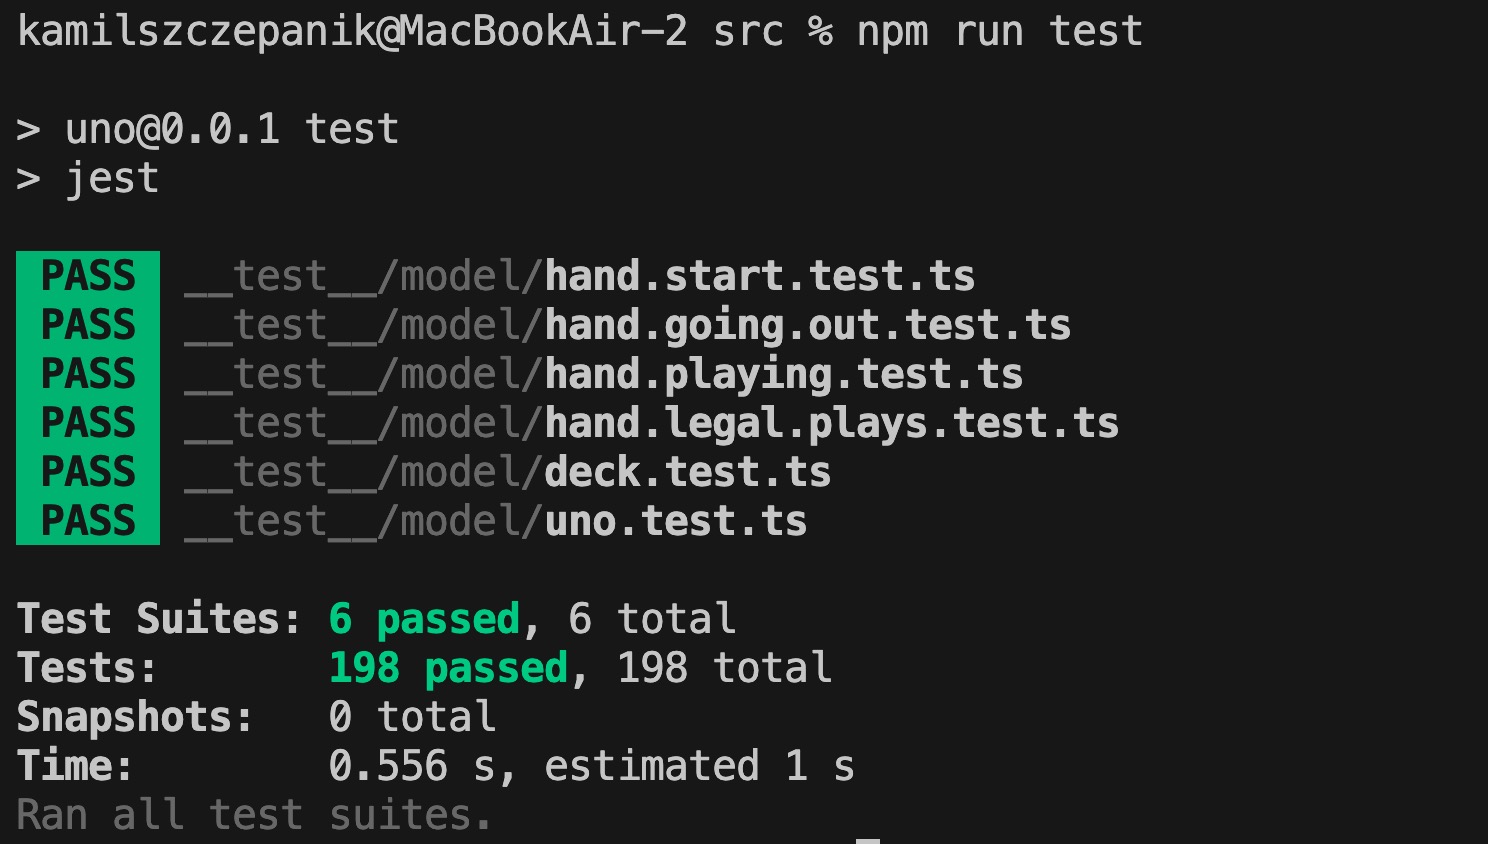 kamilszczepanik@MacBookAir-2 src % npm run test
> uno@0.0.1 test
> jest
PASS __test__/model/hand.start.test.ts
PASS __test__/model/hand.going.out.test.ts
PASS __test__/model/hand.playing.test.ts
PASS __test__/model/hand.legal.plays.test.ts
PASS __test__/model/deck.test.ts
PASS __test__/model/uno.test.ts
Test Suites: 6 passed, 6 total
Tests: 198 passed, 198 total
Snapshots: 0 total
Time: 0.556 s, estimated 1 s
Ran all test suites.